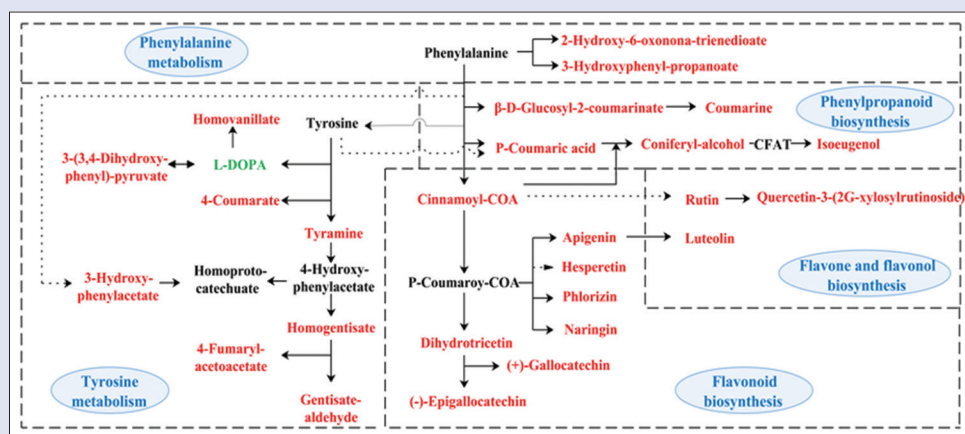 Phenylalanine
metabolism
Phenylalanine
2-Hydroxy-6-oxonona-trienedioate
3-Hydroxyphenyl-propanoate
β-D-Glucosyl-2-coumarinate
Coumarine
Phenylpropanoid
biosynthesis
Homovanillate
Tyrosine
P-Coumaric acid
Coniferyl-alcohol
CFAT
Isoeugenol
3-(3,4-Dihydroxy-
phenyl)-pyruvate
L-DOPA
4-Coumarate
Cinnamoyl-COA
Rutin
Quercetin-3-(2G-xylosylrutinoside)
Tyramine
Apigenin
Luteolin
3-Hydroxy-
phenylacetate
Homoproto-
catechuate
4-Hydroxy-
phenylacetate
P-Coumaroy-COA
Hesperetin
Flavone and flavonol
biosynthesis
Phlorizin
Homogentisate
Naringin
Dihydrotricetin
4-Fumaryl-
acetoacetate
(+)-Gallocatechin
Tyrosine
metabolism
Gentisate-
aldehyde
(-)-Epigallocatechin
Flavonoid
biosynthesis